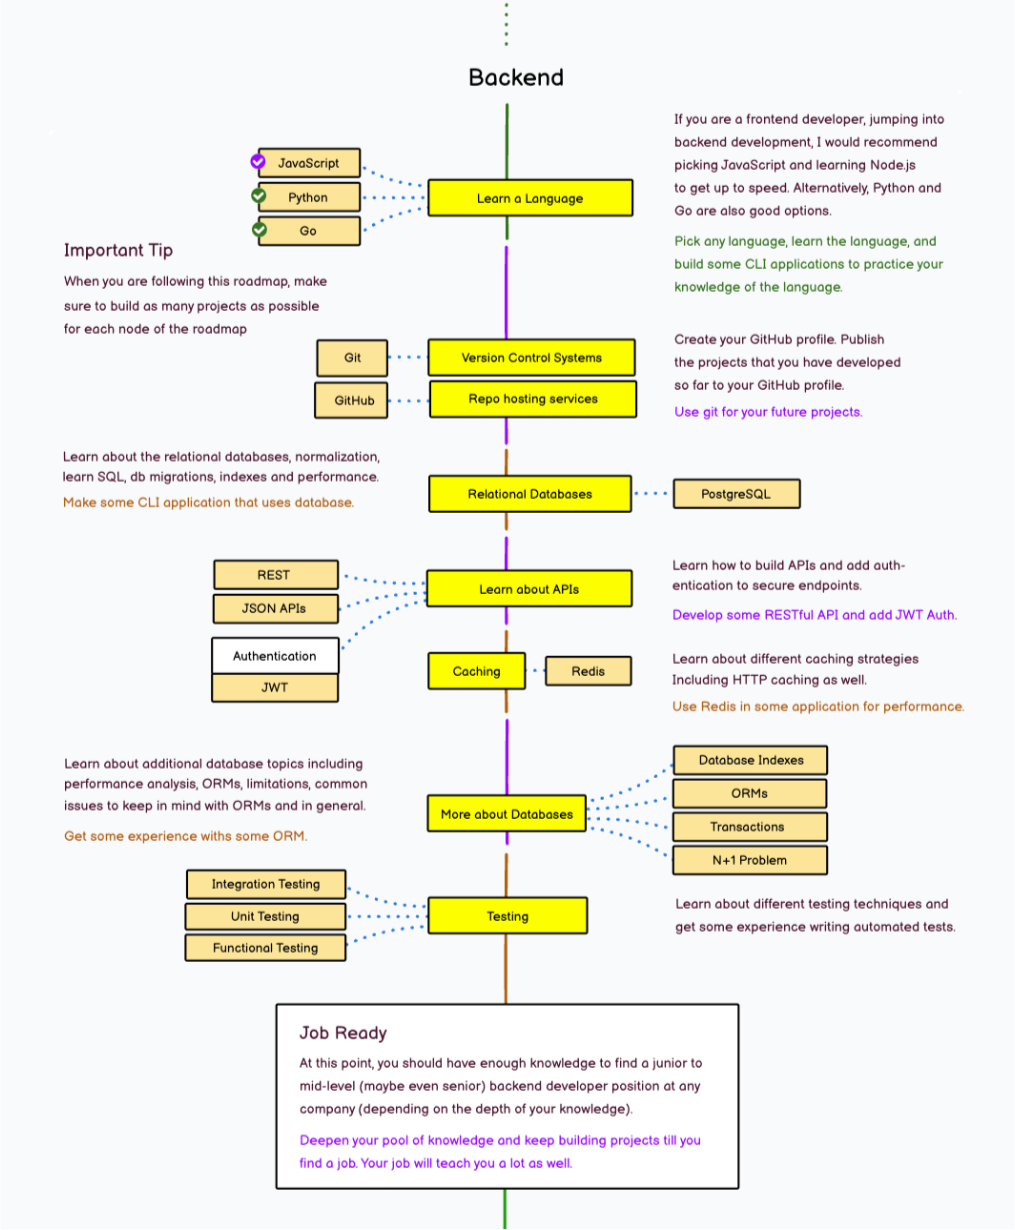 Backend
If you are a frontend developer, jumping into
backend development, I would recommend
picking JavaScript and learning Node.js
to get up to speed. Alternatively, Python and
Go are also good options.
Pick any language, learn the language, and
build some CLI applications to practice your
knowledge of the language.
JavaScript
Python
Go
Learn a Language
Important Tip
When you are following this roadmap, make
sure to build as many projects as possible
for each node of the roadmap
Git
Version Control Systems
GitHub
Repo hosting services
Create your GitHub profile. Publish
the projects that you have developed
so far to your GitHub profile.
Use git for your future projects.
Learn about the relational databases, normalization,
learn SQL, db migrations, indexes and performance.
Make some CLI application that uses database.
Relational Databases
PostgreSQL
REST
JSON APIs
Authentication
JWT
Learn about APIs
Learn how to build APIs and add auth-
entication to secure endpoints.
Develop some RESTful API and add JWT Auth.
Caching
Redis
Learn about different caching strategies
Including HTTP caching as well.
Use Redis in some application for performance.
Learn about additional database topics including
performance analysis, ORMs, limitations, common
issues to keep in mind with ORMs and in general.
Get some experience withs some ORM.
More about Databases
Database Indexes
ORMs
Transactions
N+1 Problem
Integration Testing
Unit Testing
Functional Testing
Testing
Learn about different testing techniques and
get some experience writing automated tests.
Job Ready
At this point, you should have enough knowledge to find a junior to
mid-level (maybe even senior) backend developer position at any
company (depending on the depth of your knowledge).
Deepen your pool of knowledge and keep building projects till you
find a job. Your job will teach you a lot as well.